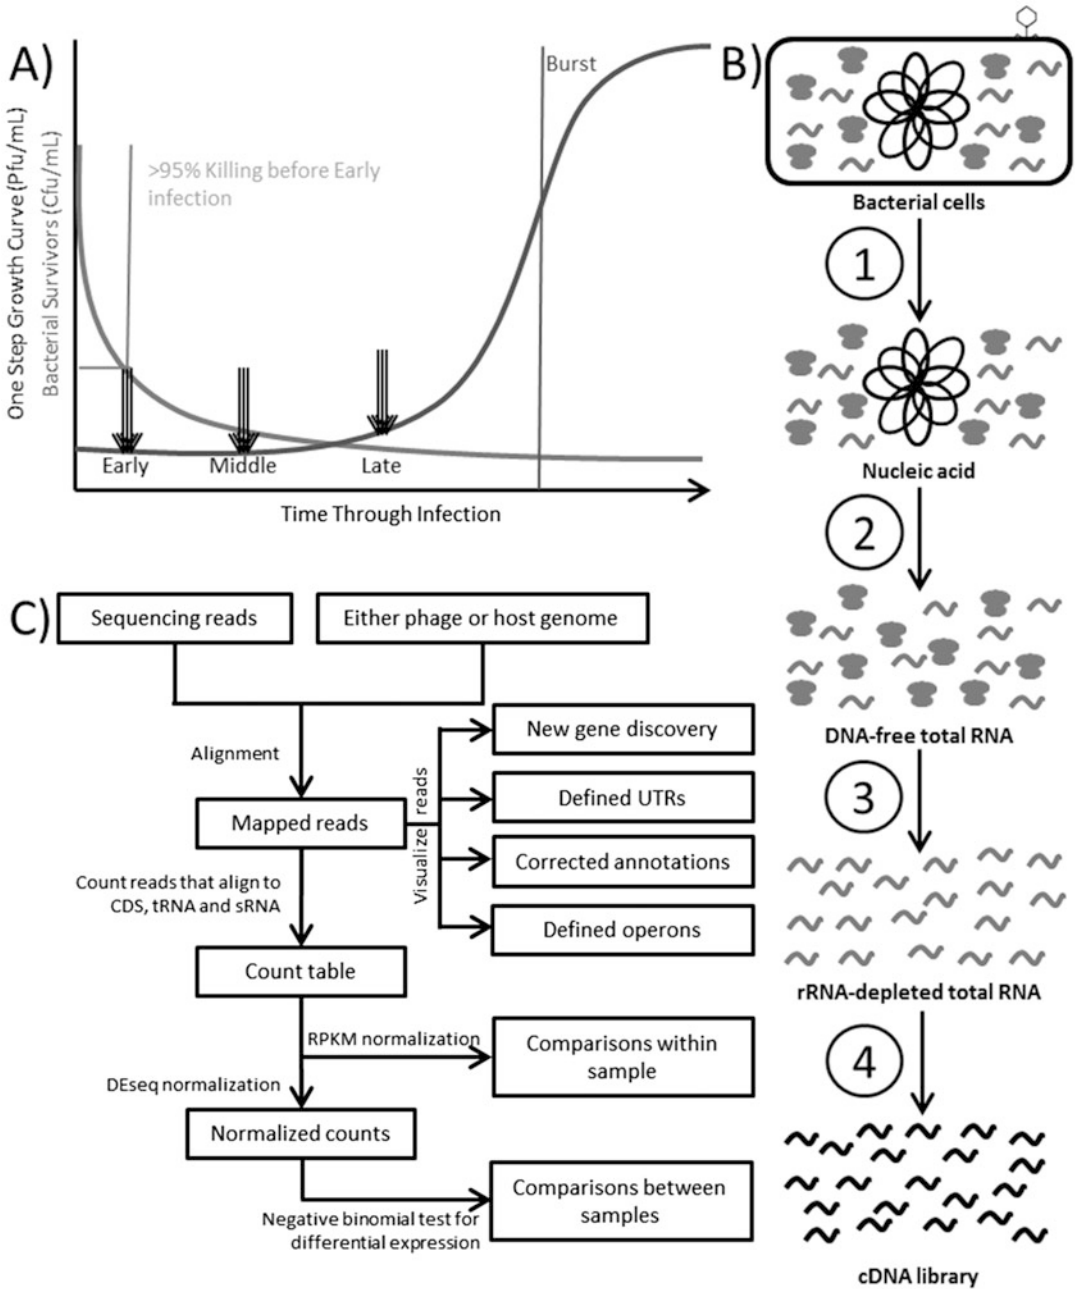 A)
One Step Growth Curve (Pfu/mL)
Bacterial Survivors (Cfu/mL)
>95% Killing before Early
infection
Burst
Early
Middle
Late
Time Through Infection
B)
Bacterial cells
1
Nucleic acid
2
DNA-free total RNA
3
rRNA-depleted total RNA
4
cDNA library
C)
Sequencing reads
Either phage or host genome
Alignment
Mapped reads
Visualize reads
New gene discovery
Defined UTRs
Corrected annotations
Defined operons
Count reads that align to
CDS, tRNA and sRNA
Count table
RPKM normalization
Comparisons within
sample
DEseq normalization
Normalized counts
Negative binomial test for
differential expression
Comparisons between
samples